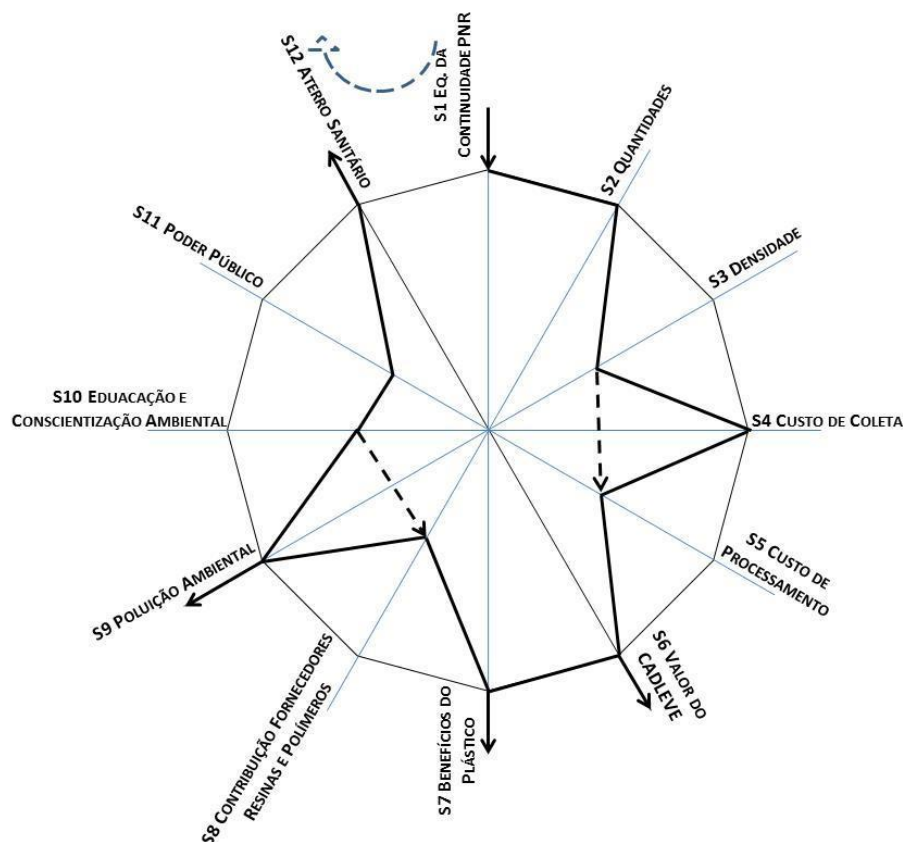 S1 EQ. DA
CONTINUIDADE PNR
S2 QUANTIDADES
S3 DENSIDADE
S4 CUSTO DE COLETA
S5 CUSTO DE
PROCESSAMENTO
S6 VALOR DO
CADLEVE
S7 BENEFÍCIOS DO
PLÁSTICO
S8 CONTRIBUIÇÃO FORNECEDORES
RESINAS E POLÍMEROS
S9 POLUIÇÃO AMBIENTAL
S10 EDUACAÇÃO E
CONSCIENTIZAÇÃO AMBIENTAL
S11 PODER PÚBLICO
S12 ATERRO SANITÁRIO